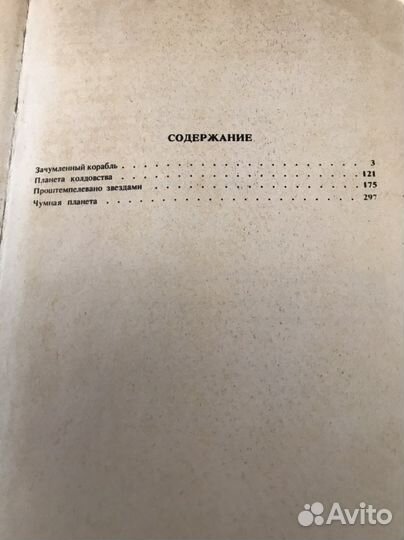 СОДЕРЖАНИЕ
Зачумленный корабль . . . . . . . . . . . . . . . . . . . . 3
Планета колдовства . . . . . . . . . . . . . . . . . . . . 121
Проштемпелевано звездами . . . . . . . . . . . . . . . . . 175
Чумная планета . . . . . . . . . . . . . . . . . . . . . . 297
Avito